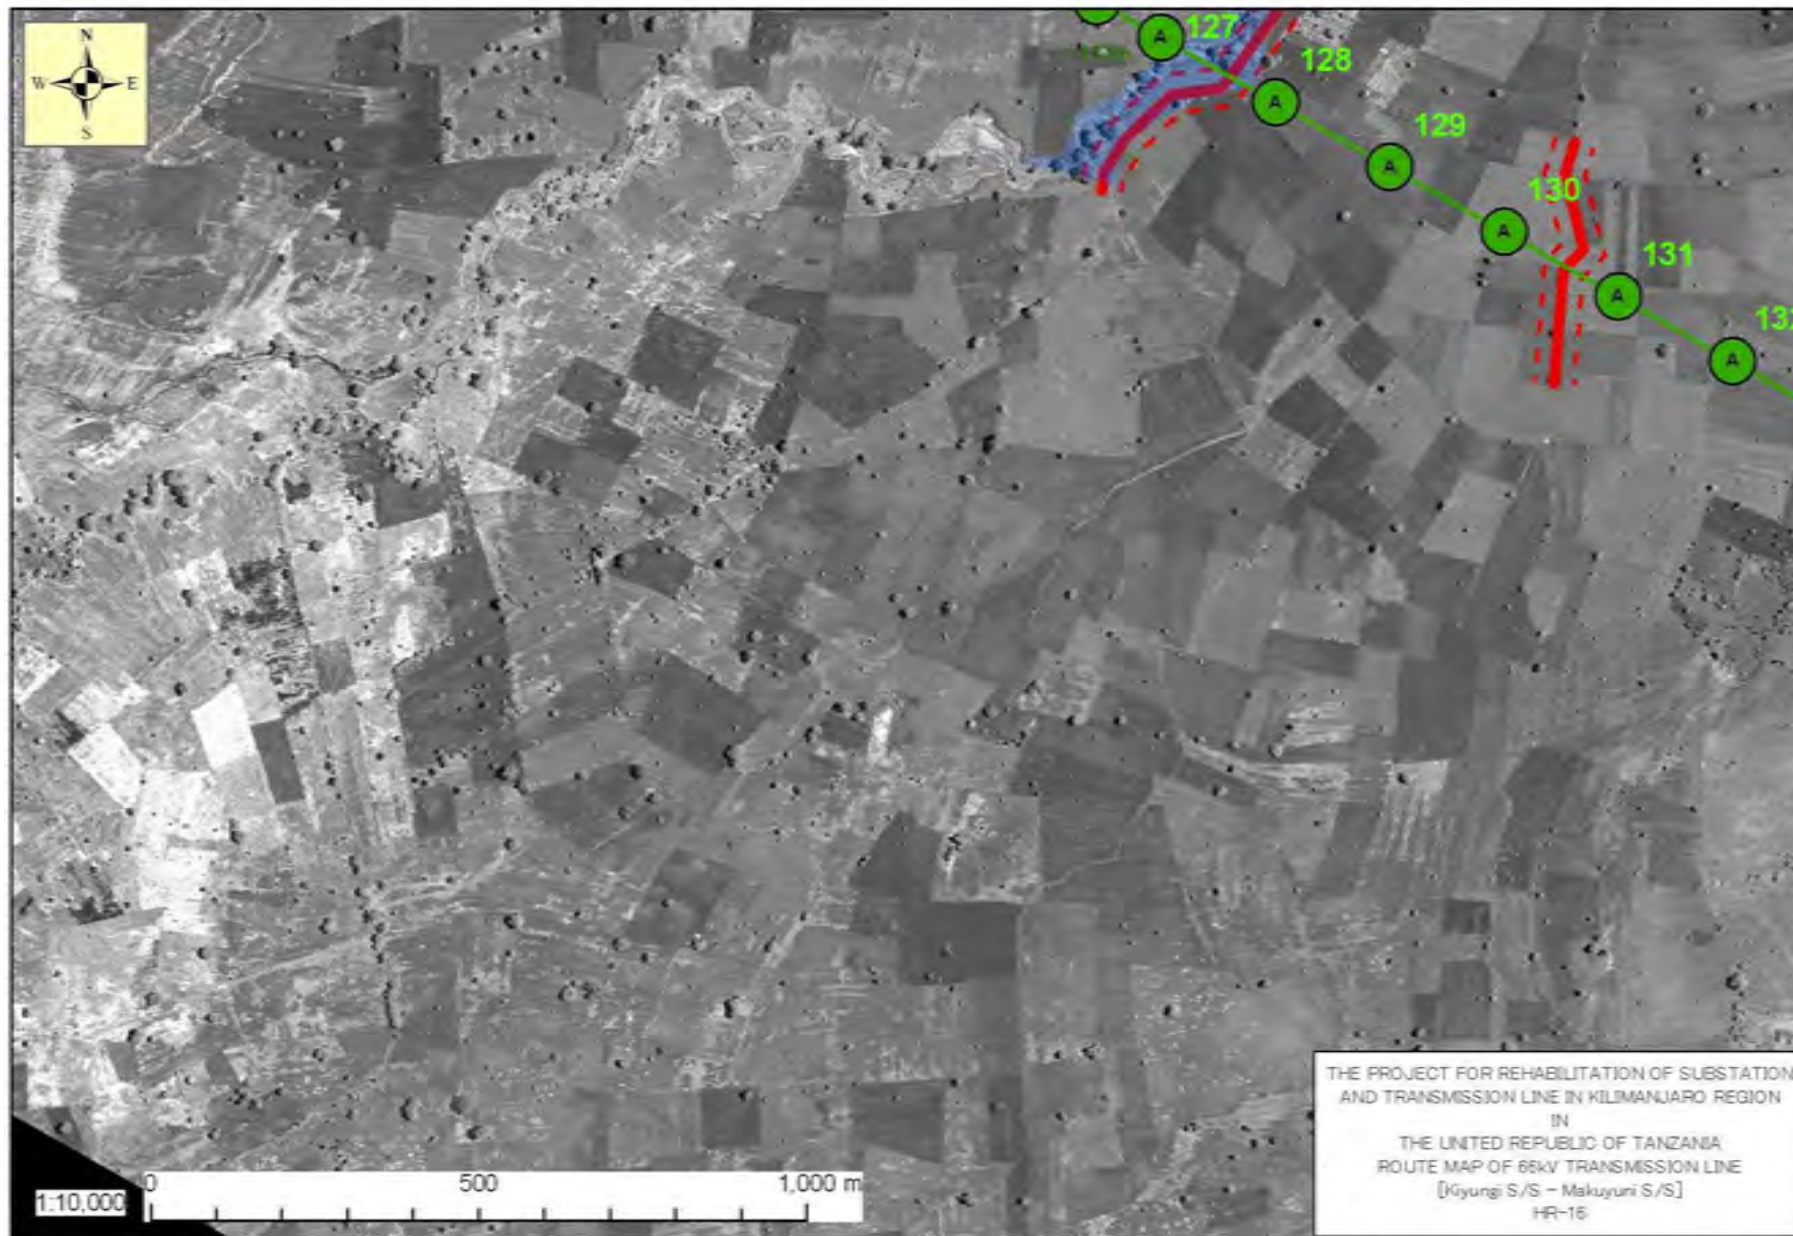 N
W E
S
127
128
129
130
131
132
A
A
A
A
A
A
0 500 1,000 m
1:10,000
THE PROJECT FOR REHABILITATION OF SUBSTATION
AND TRANSMISSION LINE IN KILIMANJARO REGION
IN
THE UNITED REPUBLIC OF TANZANIA
ROUTE MAP OF 66kV TRANSMISSION LINE
[Kiyungi S/S - Makuyuni S/S]
HR-16